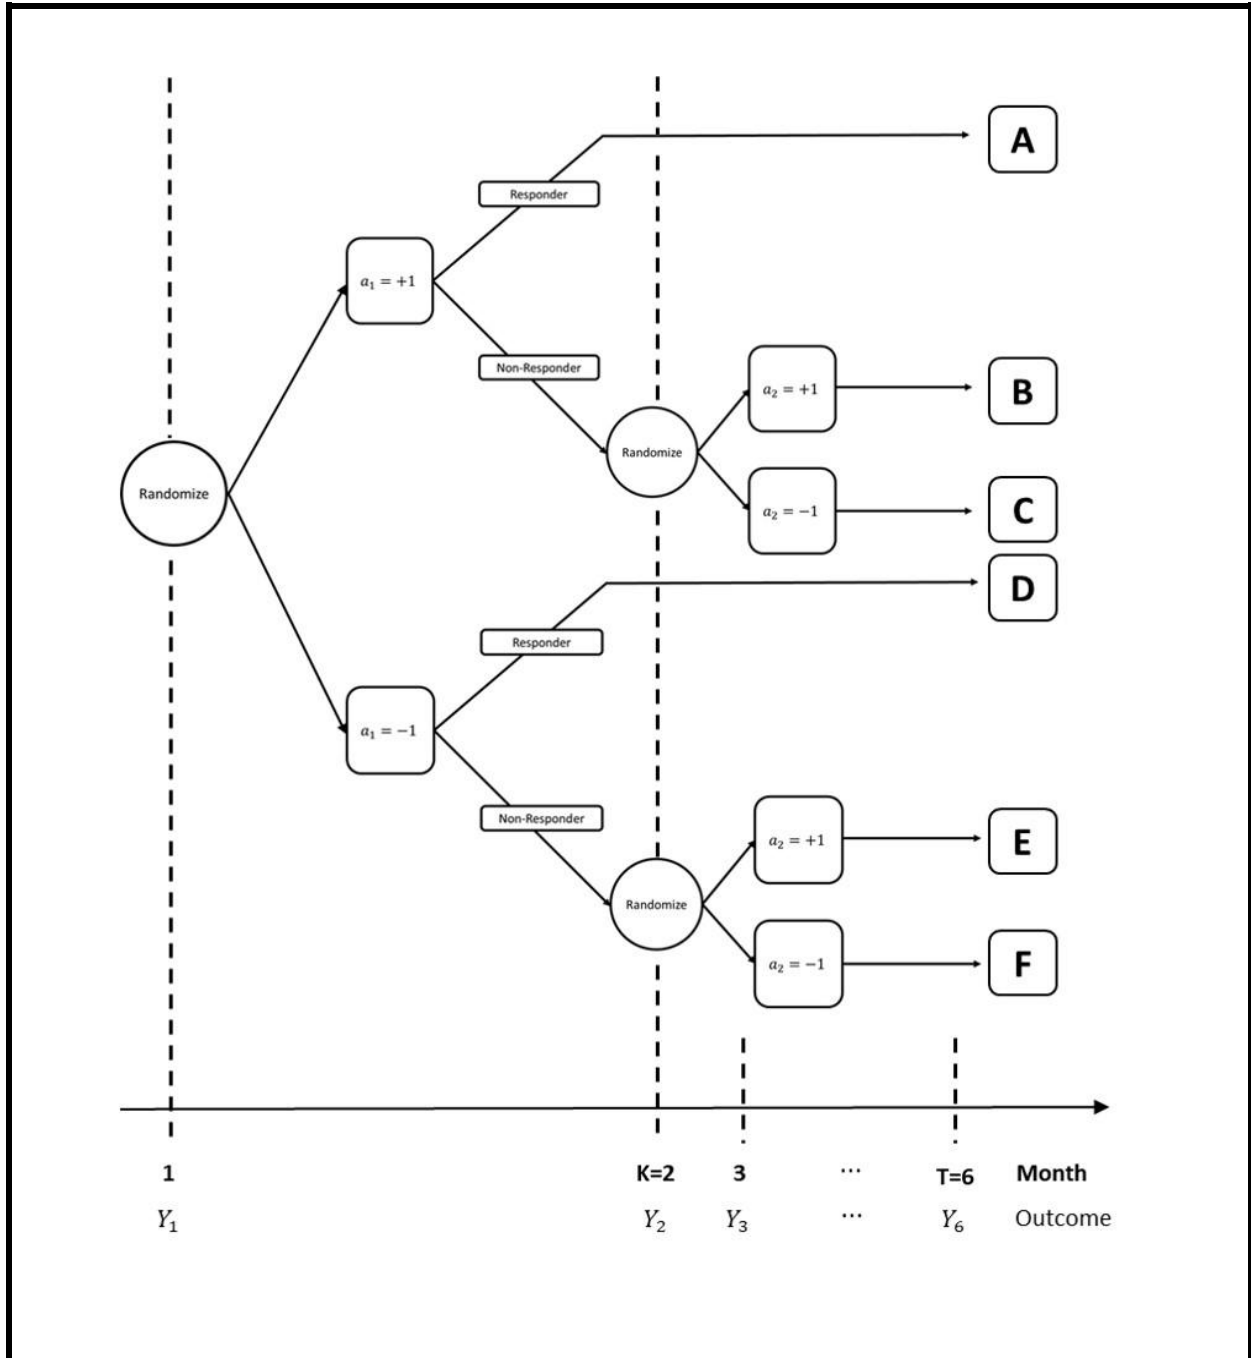 A
Responder
a₁ = +1
Non-Responder
a₂ = +1
B
Randomize
Randomize
a₂ = −1
C
D
Responder
a₁ = −1
Non-Responder
a₂ = +1
E
Randomize
a₂ = −1
F
1 K=2 3 ⋯ T=6 Month
Y₁ Y₂ Y₃ ⋯ Y₆ Outcome